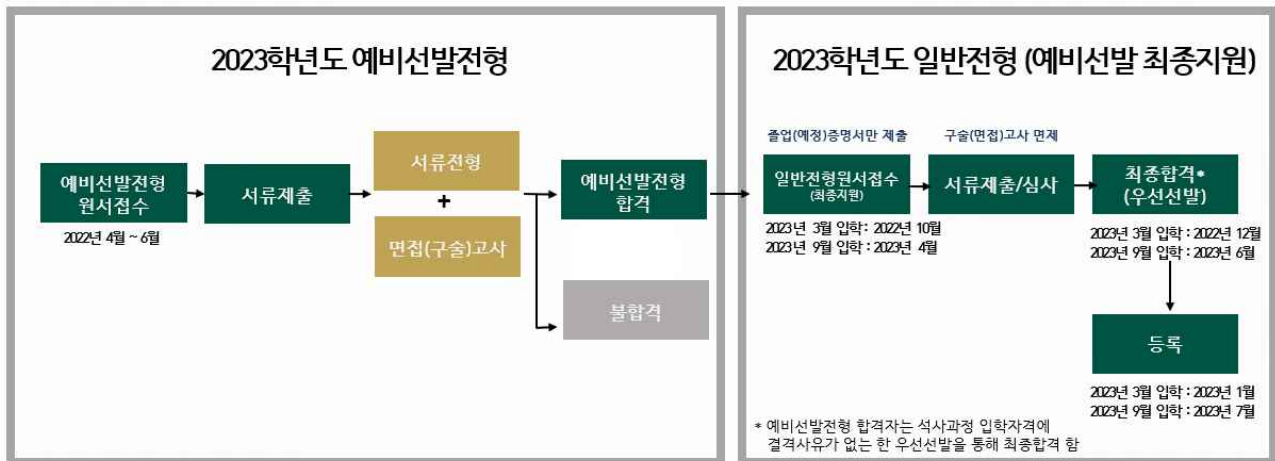 2023학년도 예비선발전형
예비선발전형
원서접수
2022년 4월 ~ 6월
서류제출
서류전형
+
면접(구술)고사
예비선발전형
합격
불합격
2023학년도 일반전형 (예비선발 최종지원)
졸업(예정)증명서만 제출
일반전형원서접수
(최종지원)
2023년 3월 입학 : 2022년 10월
2023년 9월 입학 : 2023년 4월
구술(면접)고사 면제
서류제출/심사
최종합격*
(우선선발)
2023년 3월 입학 : 2022년 12월
2023년 9월 입학 : 2023년 6월
등록
2023년 3월 입학 : 2023년 1월
2023년 9월 입학 : 2023년 7월
* 예비선발전형 합격자는 석사과정 입학자격에
결격사유가 없는 한 우선선발을 통해 최종합격 함